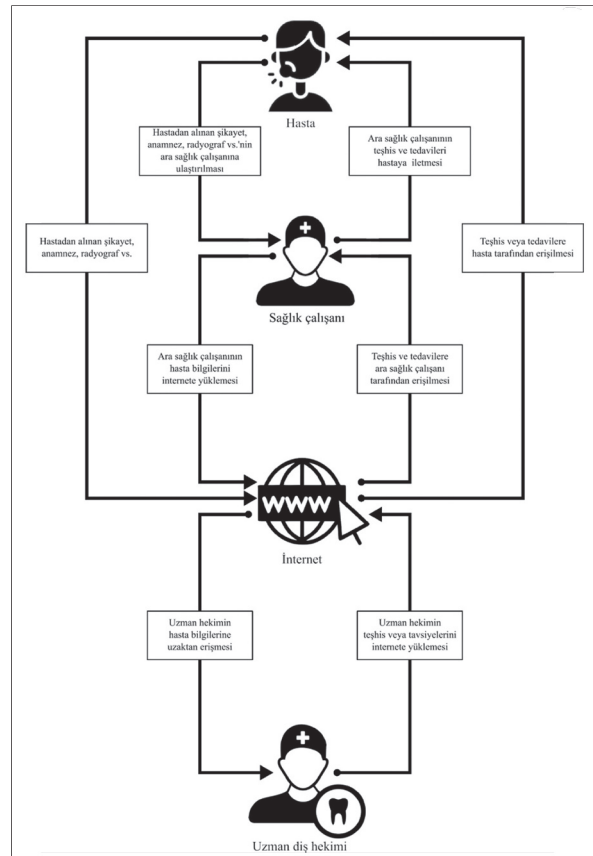 Hasta
Hastadan alınan şikayet,
anamnez, radyograf vs.'nin
ara sağlık çalışanına
ulaştırılması
Ara sağlık çalışanının
teşhis ve tedavileri
hastaya iletmesi
Hastadan alınan şikayet,
anamnez, radyograf vs.
Teşhis veya tedavilere
hasta tarafından erişilmesi
Sağlık çalışanı
Ara sağlık çalışanının
hasta bilgilerini
internete yüklemesi
Teşhis ve tedavilere
ara sağlık çalışanı
tarafından erişilmesi
www
İnternet
Uzman hekimin
hasta bilgilerine
uzaktan erişmesi
Uzman hekimin
teşhis veya tavsiyelerini
internete yüklemesi
Uzman diş hekimi